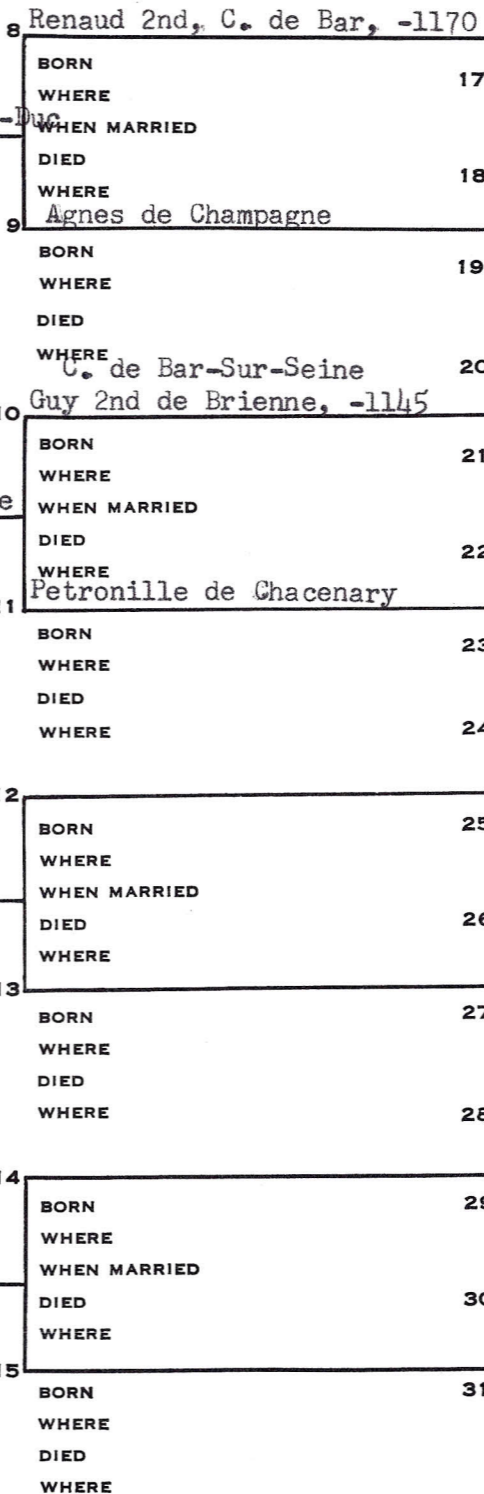 Renaud 2nd, C. de Bar, -1170
8
BORN
17
WHERE
-Duc
WHEN MARRIED
DIED
18
WHERE
Agnes de Champagne
9
BORN
19
WHERE
DIED
WHERE
C. de Bar-Sur-Seine
20
Guy 2nd de Brienne, -1145
10
BORN
21
WHERE
e
WHEN MARRIED
DIED
22
WHERE
Petronille de Chacenary
11
BORN
23
WHERE
DIED
WHERE
24
12
BORN
25
WHERE
WHEN MARRIED
DIED
26
WHERE
13
BORN
27
WHERE
DIED
WHERE
28
14
BORN
29
WHERE
WHEN MARRIED
DIED
30
WHERE
15
BORN
31
WHERE
DIED
WHERE